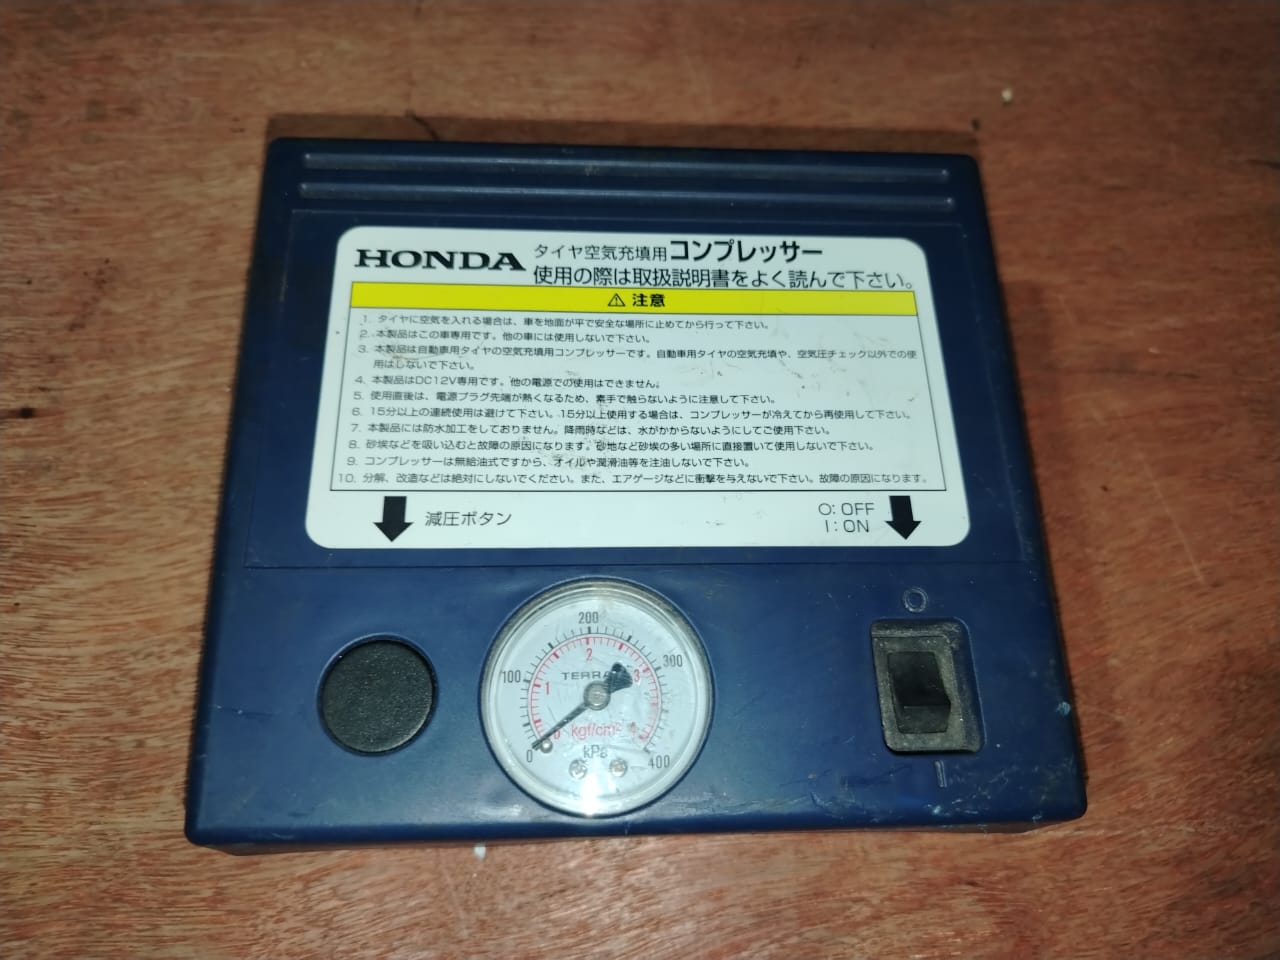 HONDA タイヤ空気充填用コンプレッサー
使用の際は取扱説明書をよく読んで下さい。
⚠ 注意
1. タイヤに空気を入れる場合は、車を地面が平で安全な場所に止めてから行って下さい。
2. 本製品はこの車専用です。他の車には使用しないで下さい。
3. 本製品は自動車用タイヤの空気充填用コンプレッサーです。自動車用タイヤの空気充填や、空気圧チェック以外での使
用はしないで下さい。
4. 本製品はDC12V専用です。他の電源での使用はできません。
5. 使用直後は、電源プラグ先端が熱くなるため、素手で触らないように注意して下さい。
6. 15分以上の連続使用は避けて下さい。15分以上使用する場合は、コンプレッサーが冷えてから再使用して下さい。
7. 本製品には防水加工をしておりません。降雨時などは、水がかからないようにしてご使用下さい。
8. 砂埃などを吸い込むと故障の原因になります。砂地など砂埃の多い場所に直接置いて使用しないで下さい。
9. コンプレッサーは無給油式ですから、オイルや潤滑油等を注油しないで下さい。
10. 分解、改造などは絶対にしないでください。また、エアゲージなどに衝撃を与えないで下さい。故障の原因になります。
減圧ボタン
O: OFF
I: ON
O
200
2
100
300
1
3
0
kgf/cm²
0
kPa
400
I